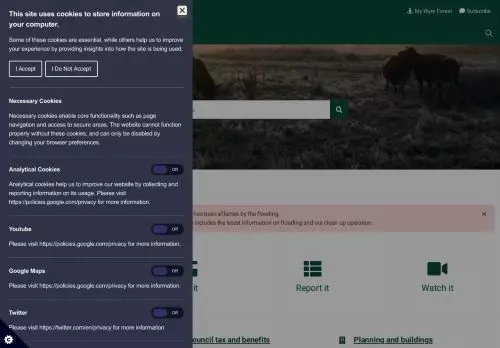 This site uses cookies to store information on
your computer.
Some of these cookies are essential, while others help us to improve
your experience by providing insights into how the site is being used.
I Accept
I Do Not Accept
Necessary Cookies
Necessary cookies enable core functionality such as page
navigation and access to secure areas. The website cannot function
properly without these cookies, and can only be disabled by
changing your browser preferences.
Analytical Cookies
Off
Analytical cookies help us to improve our website by collecting and
reporting information on its usage. Please visit
https://policies.google.com/privacy for more information.
Youtube
Off
Please visit https://policies.google.com/privacy for more information.
Google Maps
Off
Please visit https://policies.google.com/privacy for more information.
Twitter
Off
Please visit https://twitter.com/en/privacy for more information
My Wyre Forest
Subscribe
has been affected by the flooding.
includes the latest information on flooding and our clean up operation.
it
Report it
Watch it
ouncil tax and benefits
Planning and buildings